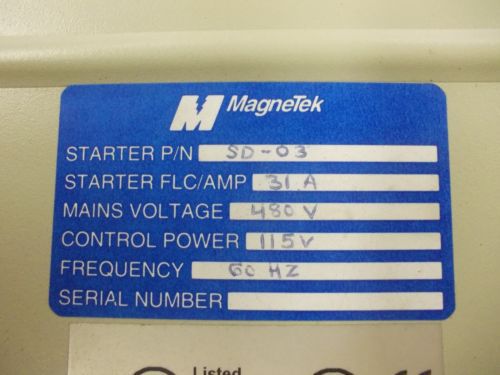 MagneTek
STARTER P/N SD-03
STARTER FLC/AMP 31 A
MAINS VOLTAGE 480 V
CONTROL POWER 115V
FREQUENCY 60 HZ
SERIAL NUMBER
Listed